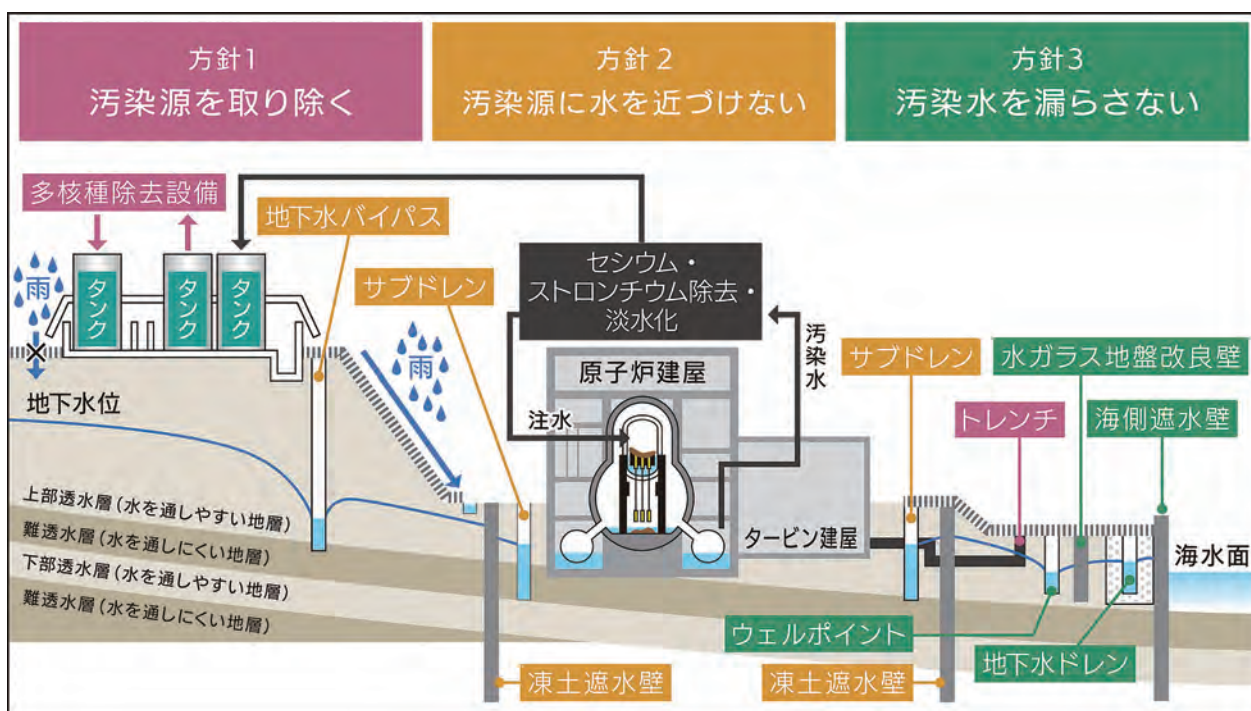 方針1
汚染源を取り除く
方針2
汚染源に水を近づけない
方針3
汚染水を漏らさない
多核種除去設備
地下水バイパス
サブドレン
セシウム・
ストロンチウム除去・
淡水化
雨
タンク
タンク
タンク
雨
原子炉建屋
汚染水
サブドレン
水ガラス地盤改良壁
地下水位
注水
トレンチ
海側遮水壁
上部透水層(水を通しやすい地層)
難透水層(水を通しにくい地層)
下部透水層(水を通しやすい地層)
難透水層(水を通しにくい地層)
タービン建屋
海水面
ウェルポイント
地下水ドレン
凍土遮水壁
凍土遮水壁